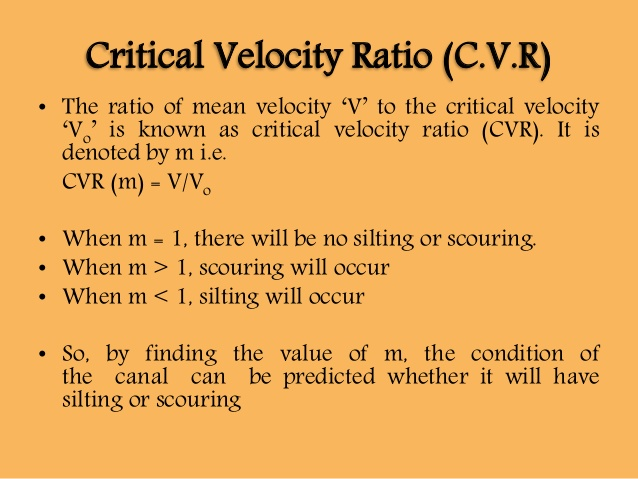 Critical Velocity Ratio (C.V.R)
• The ratio of mean velocity ‘V’ to the critical velocity
‘Vo’ is known as critical velocity ratio (CVR). It is
denoted by m i.e.
CVR (m) = V/Vo
• When m = 1, there will be no silting or scouring.
• When m > 1, scouring will occur
• When m < 1, silting will occur
• So, by finding the value of m, the condition of
the canal can be predicted whether it will have
silting or scouring